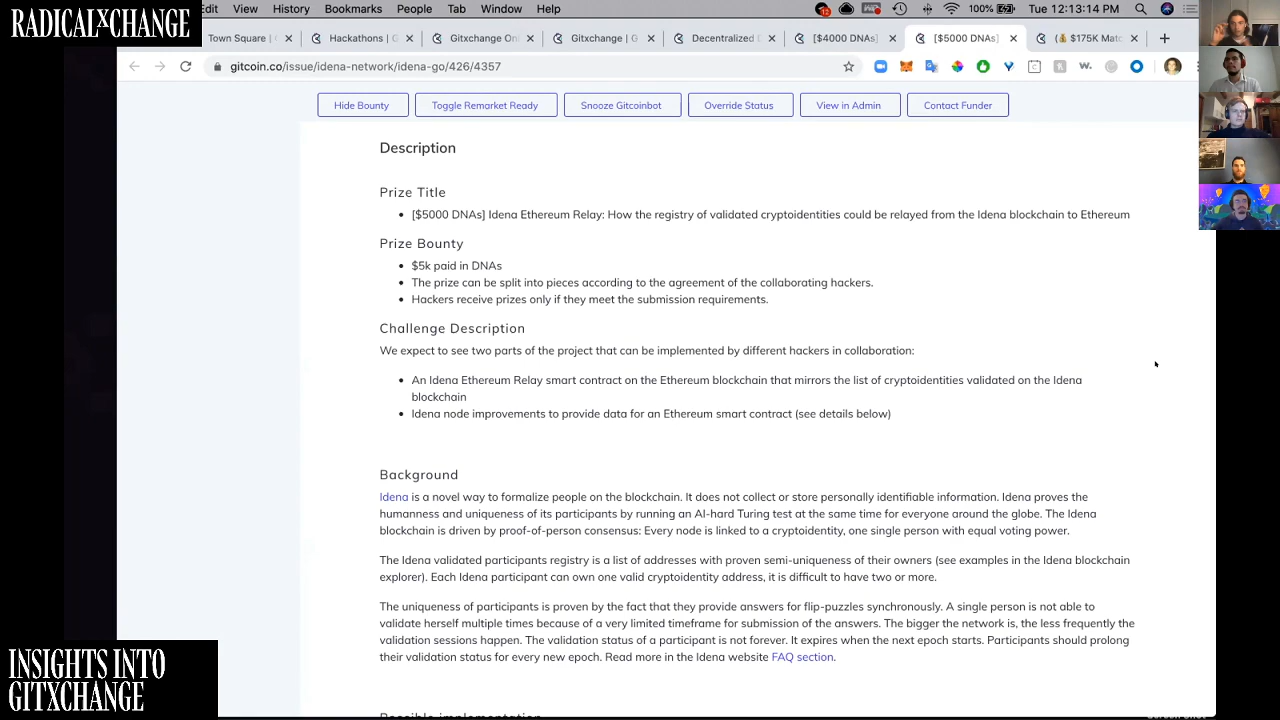 RADICALXCHANGE
Edit View History Bookmarks People Tab Window Help
100%
Tue 12:13:14 AM
Town Square |
Hackathons |
Gitxchange Onl
Gitxchange | G
Decentralized I
[$4000 DNAs]
[$5000 DNAs]
$175K Matc
gitcoin.co/issue/idena-network/idena-go/426/4357
Hide Bounty
Toggle Remarket Ready
Snooze Gitcoinbot
Override Status
View in Admin
Contact Funder
Description
Prize Title
[$5000 DNAs] Idena Ethereum Relay: How the registry of validated cryptoidentities could be relayed from the Idena blockchain to Ethereum
Prize Bounty
$5k paid in DNAs
The prize can be split into pieces according to the agreement of the collaborating hackers.
Hackers receive prizes only if they meet the submission requirements.
Challenge Description
We expect to see two parts of the project that can be implemented by different hackers in collaboration:
An Idena Ethereum Relay smart contract on the Ethereum blockchain that mirrors the list of cryptoidentities validated on the Idena
blockchain
Idena node improvements to provide data for an Ethereum smart contract (see details below)
Background
Idena is a novel way to formalize people on the blockchain. It does not collect or store personally identifiable information. Idena proves the
humanness and uniqueness of its participants by running an AI-hard Turing test at the same time for everyone around the globe. The Idena
blockchain is driven by proof-of-person consensus: Every node is linked to a cryptoidentity, one single person with equal voting power.
The Idena validated participants registry is a list of addresses with proven semi-uniqueness of their owners (see examples in the Idena blockchain
explorer). Each Idena participant can own one valid cryptoidentity address, it is difficult to have two or more.
The uniqueness of participants is proven by the fact that they provide answers for flip-puzzles synchronously. A single person is not able to
validate herself multiple times because of a very limited timeframe for submission of the answers. The bigger the network is, the less frequently the
validation sessions happen. The validation status of a participant is not forever. It expires when the next epoch starts. Participants should prolong
their validation status for every new epoch. Read more in the Idena website FAQ section.
Possible implementation
INSIGHTS INTO
GITXCHANGE